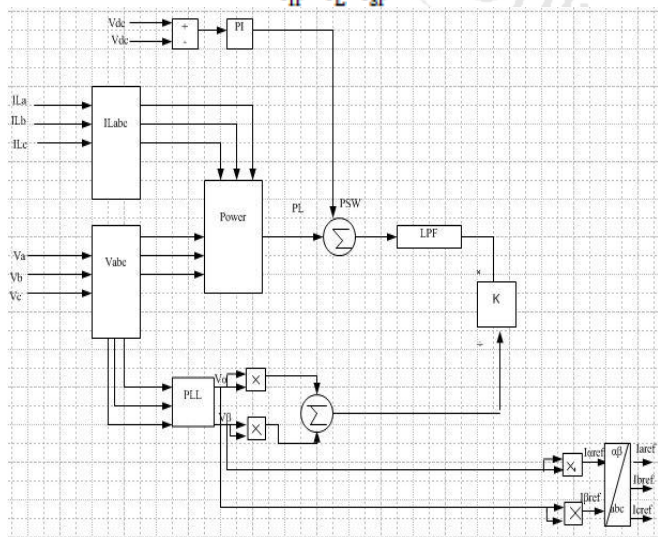 Vdc
+
-
PI
Vdc
ILa
ILb
ILc
ILabc
Power
PL
PSW
Σ
LPF
Va
Vb
Vc
Vabc
×
K
÷
PLL
Vα
X
Vβ
X
Σ
X
Iαref
αβ
Iaref
Ibref
X
Iβref
abc
Icref